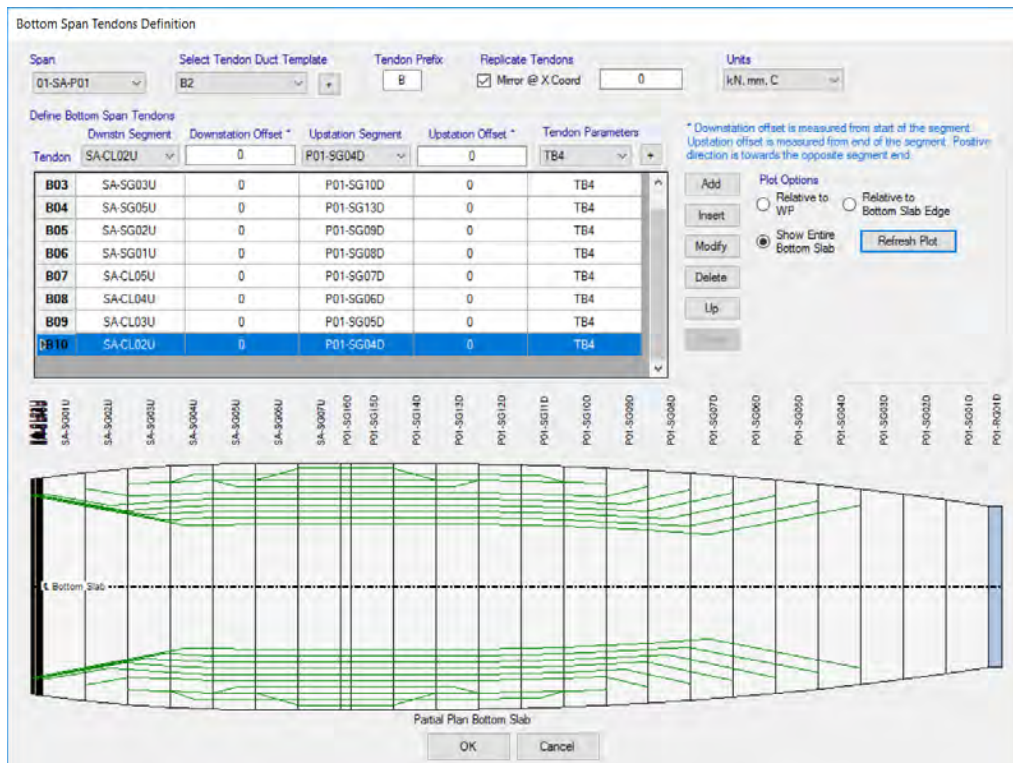 Bottom Span Tendons Definition
Span Select Tendon Duct Template Tendon Prefix Replicate Tendons Units
01-SA-P01 B2 + B Mirror @ X Coord 0 kN, mm, C
Define Bottom Span Tendons
Dwnstn Segment Downstation Offset * Upstation Segment Upstation Offset * Tendon Parameters
Tendon SA-CL02U 0 P01-SG04D 0 TB4 +
* Downstation offset is measured from start of the segment.
Upstation offset is measured from end of the segment. Positive
direction is towards the opposite segment end.
B03 SA-SG03U 0 P01-SG10D 0 TB4
B04 SA-SG05U 0 P01-SG13D 0 TB4
B05 SA-SG02U 0 P01-SG09D 0 TB4
B06 SA-SG01U 0 P01-SG08D 0 TB4
B07 SA-CL05U 0 P01-SG07D 0 TB4
B08 SA-CL04U 0 P01-SG06D 0 TB4
B09 SA-CL03U 0 P01-SG05D 0 TB4
B10 SA-CL02U 0 P01-SG04D 0 TB4
Add
Insert
Modify
Delete
Up
Plot Options
Relative to WP
Relative to Bottom Slab Edge
Show Entire Bottom Slab
Refresh Plot
SA-SG01U SA-SG02U SA-SG03U SA-SG04U SA-SG05U SA-SG06U SA-SG07U P01-SG16D P01-SG15D P01-SG14D P01-SG13D P01-SG12D P01-SG11D P01-SG10D P01-SG09D P01-SG08D P01-SG07D P01-SG06D P01-SG05D P01-SG04D P01-SG03D P01-SG02D P01-SG01D P01-RG01D
℄ Bottom Slab
Partial Plan Bottom Slab
OK Cancel